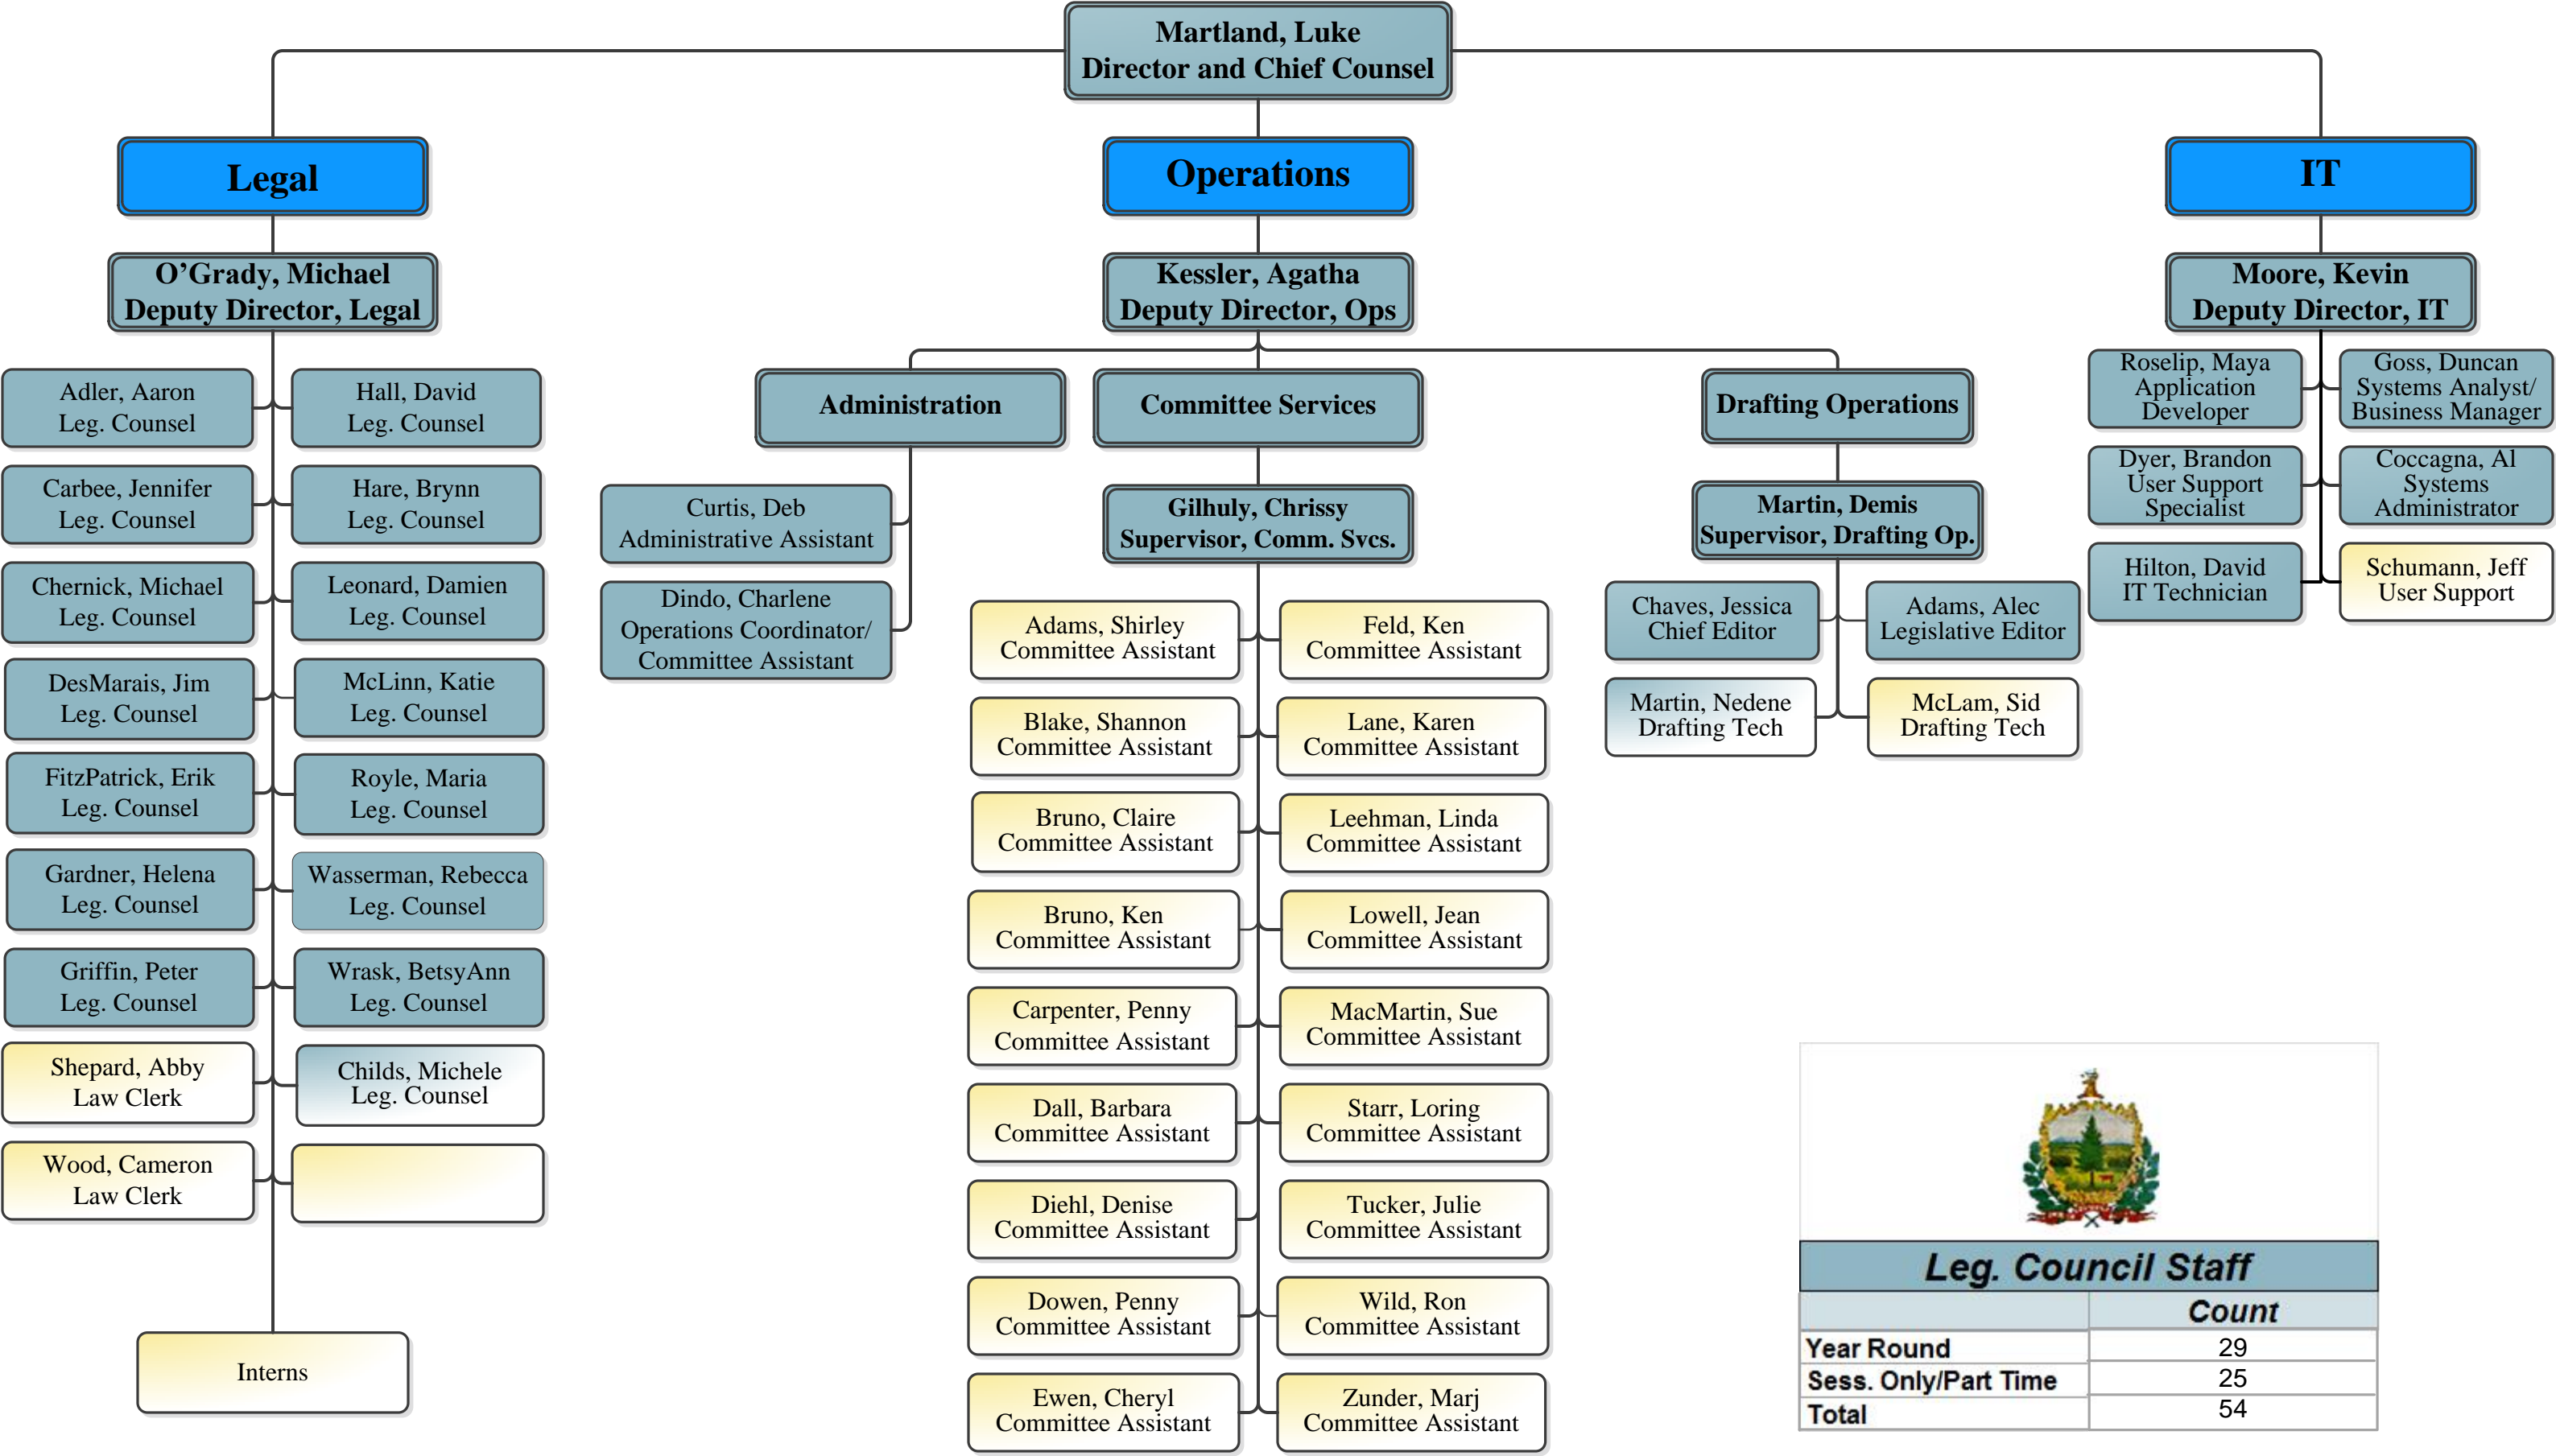 Martland, Luke
Director and Chief Counsel
Legal
O’Grady, Michael
Deputy Director, Legal
Adler, Aaron
Leg. Counsel
Hall, David
Leg. Counsel
Carbee, Jennifer
Leg. Counsel
Hare, Brynn
Leg. Counsel
Chernick, Michael
Leg. Counsel
Leonard, Damien
Leg. Counsel
DesMarais, Jim
Leg. Counsel
McLinn, Katie
Leg. Counsel
FitzPatrick, Erik
Leg. Counsel
Royle, Maria
Leg. Counsel
Gardner, Helena
Leg. Counsel
Wasserman, Rebecca
Leg. Counsel
Griffin, Peter
Leg. Counsel
Wrask, BetsyAnn
Leg. Counsel
Shepard, Abby
Law Clerk
Childs, Michele
Leg. Counsel
Wood, Cameron
Law Clerk
Interns
Operations
Kessler, Agatha
Deputy Director, Ops
Administration
Curtis, Deb
Administrative Assistant
Dindo, Charlene
Operations Coordinator/
Committee Assistant
Committee Services
Gilhuly, Chrissy
Supervisor, Comm. Svcs.
Adams, Shirley
Committee Assistant
Feld, Ken
Committee Assistant
Blake, Shannon
Committee Assistant
Lane, Karen
Committee Assistant
Bruno, Claire
Committee Assistant
Leehman, Linda
Committee Assistant
Bruno, Ken
Committee Assistant
Lowell, Jean
Committee Assistant
Carpenter, Penny
Committee Assistant
MacMartin, Sue
Committee Assistant
Dall, Barbara
Committee Assistant
Starr, Loring
Committee Assistant
Diehl, Denise
Committee Assistant
Tucker, Julie
Committee Assistant
Dowen, Penny
Committee Assistant
Wild, Ron
Committee Assistant
Ewen, Cheryl
Committee Assistant
Zunder, Marj
Committee Assistant
Drafting Operations
Martin, Demis
Supervisor, Drafting Op.
Chaves, Jessica
Chief Editor
Adams, Alec
Legislative Editor
Martin, Nedene
Drafting Tech
McLam, Sid
Drafting Tech
IT
Moore, Kevin
Deputy Director, IT
Roselip, Maya
Application
Developer
Goss, Duncan
Systems Analyst/
Business Manager
Dyer, Brandon
User Support
Specialist
Coccagna, Al
Systems
Administrator
Hilton, David
IT Technician
Schumann, Jeff
User Support
Leg. Council Staff
Count
Year Round 29
Sess. Only/Part Time 25
Total 54